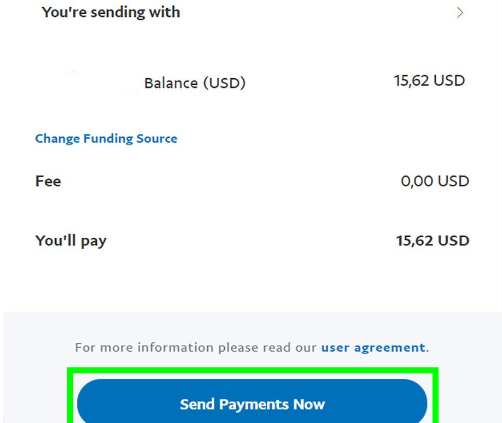 You're sending with
Balance (USD) 15,62 USD
Change Funding Source
Fee 0,00 USD
You'll pay 15,62 USD
For more information please read our user agreement.
Send Payments Now